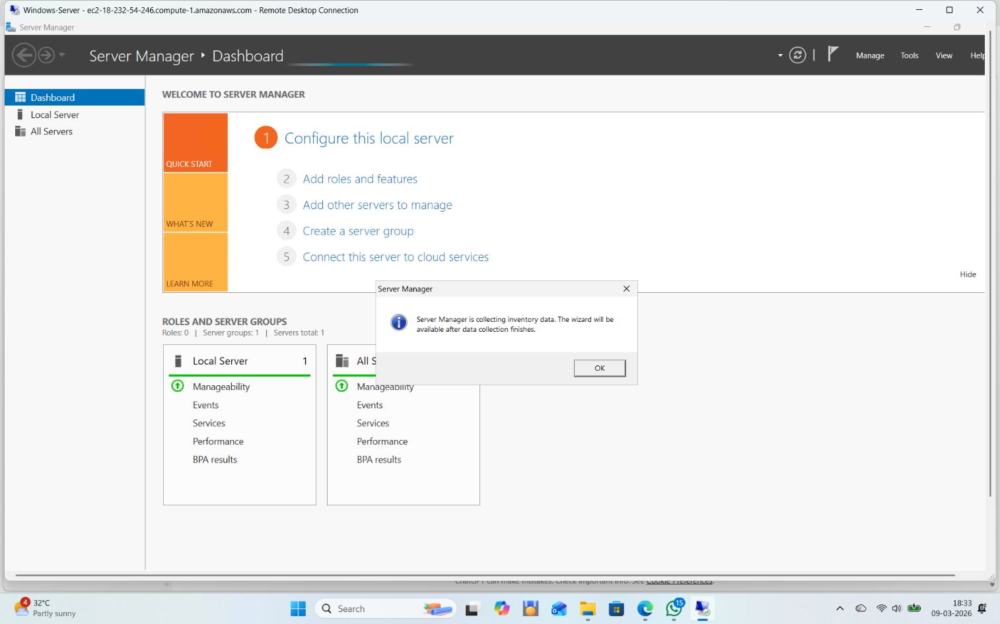 Windows-Server - ec2-18-232-54-246.compute-1.amazonaws.com - Remote Desktop Connection
Server Manager
Server Manager ‣ Dashboard
Manage Tools View Help
Dashboard
Local Server
All Servers
WELCOME TO SERVER MANAGER
QUICK START
WHAT'S NEW
LEARN MORE
1 Configure this local server
2 Add roles and features
3 Add other servers to manage
4 Create a server group
5 Connect this server to cloud services
Hide
Server Manager
Server Manager is collecting inventory data. The wizard will be
available after data collection finishes.
OK
ROLES AND SERVER GROUPS
Roles: 0 | Server groups: 1 | Servers total: 1
Local Server 1
Manageability
Events
Services
Performance
BPA results
All S
Manageability
Events
Services
Performance
BPA results
ChatGPT can make mistakes. Check important info. See Cookie Preferences.
4
32°C
Partly sunny
Search
15
18:33
09-03-2026